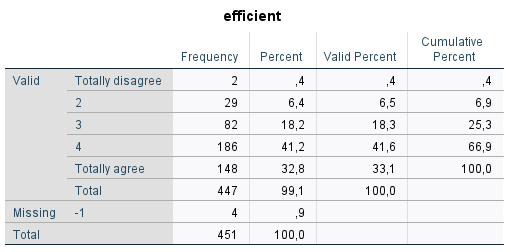 efficient
Frequency Percent Valid Percent Cumulative Percent
Valid Totally disagree 2 ,4 ,4 ,4
2 29 6,4 6,5 6,9
3 82 18,2 18,3 25,3
4 186 41,2 41,6 66,9
Totally agree 148 32,8 33,1 100,0
Total 447 99,1 100,0
Missing -1 4 ,9
Total 451 100,0